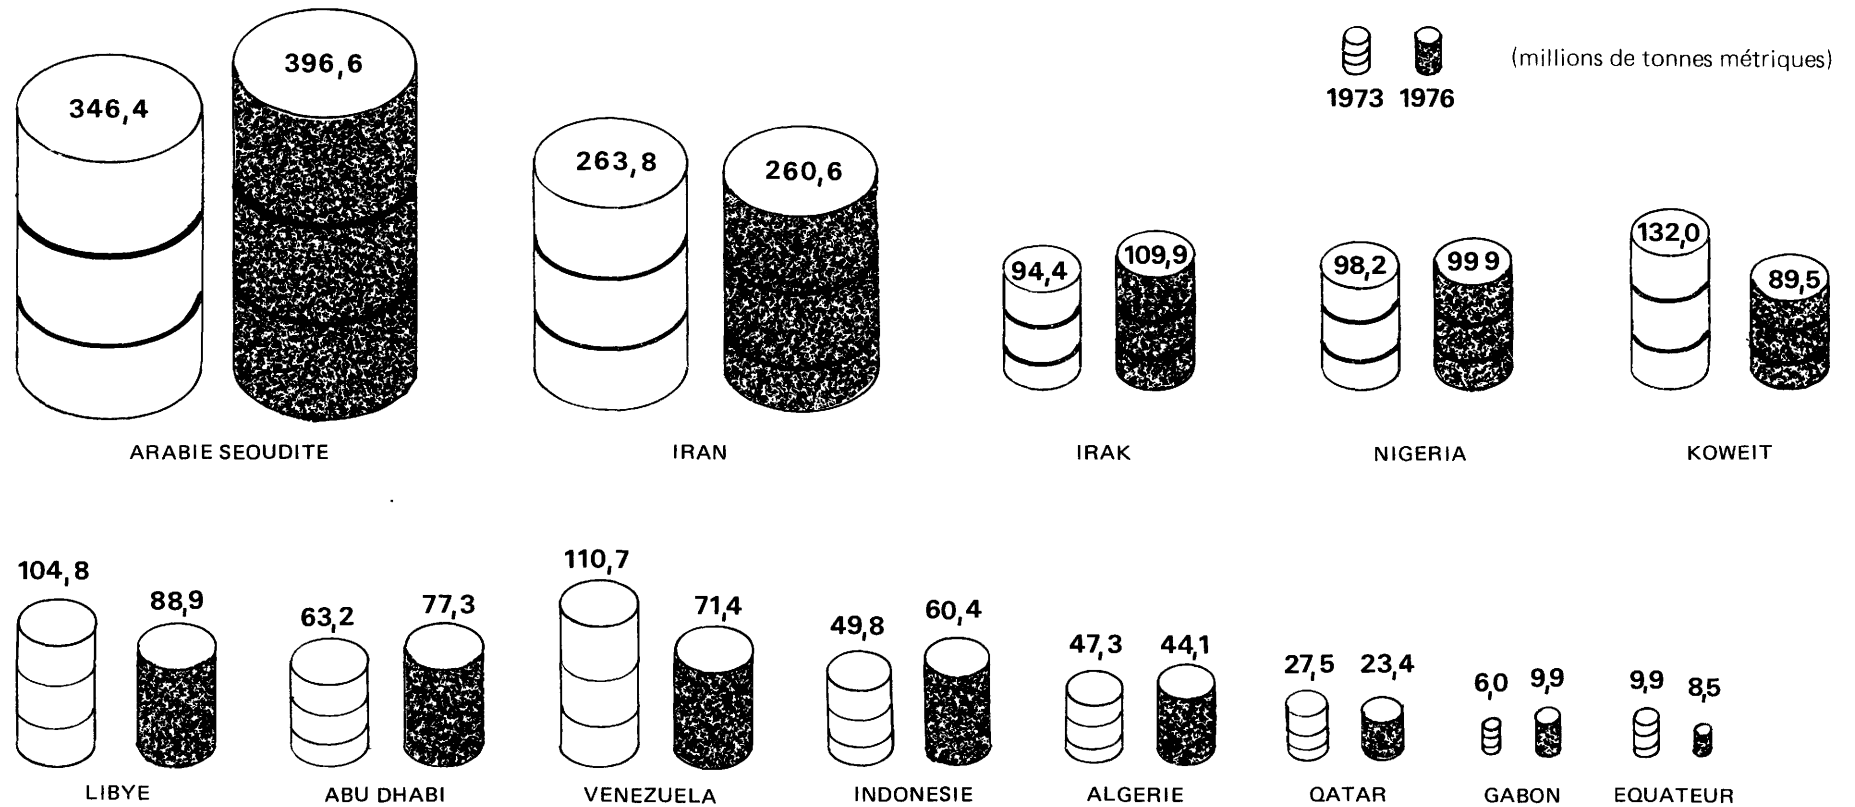 396,6
346,4
(millions de tonnes métriques)
1973 1976
263,8
260,6
132,0
109,9
98,2
99 9
94,4
89,5
ARABIE SEOUDITE
IRAN
IRAK
NIGERIA
KOWEIT
104,8
88,9
63,2
77,3
110,7
71,4
49,8
60,4
47,3
44,1
27,5
23,4
6,0
9,9
9,9
8,5
LIBYE
ABU DHABI
VENEZUELA
INDONESIE
ALGERIE
QATAR
GABON
EQUATEUR